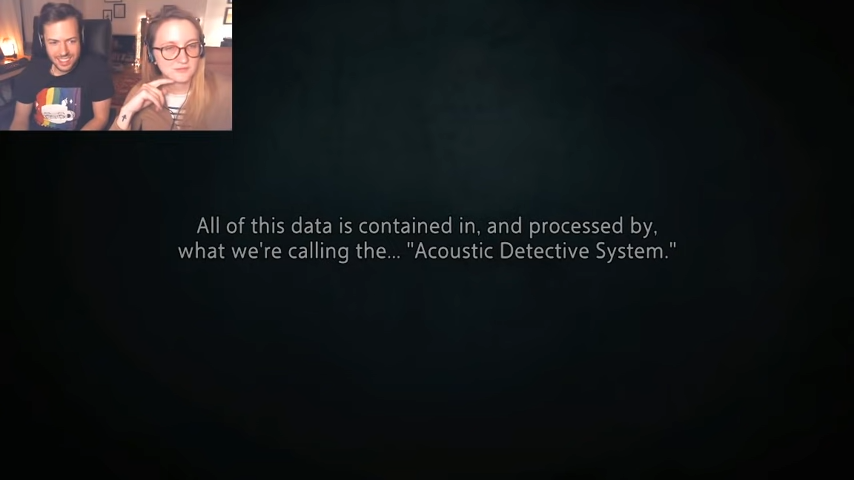 All of this data is contained in, and processed by,
what we're calling the... "Acoustic Detective System."